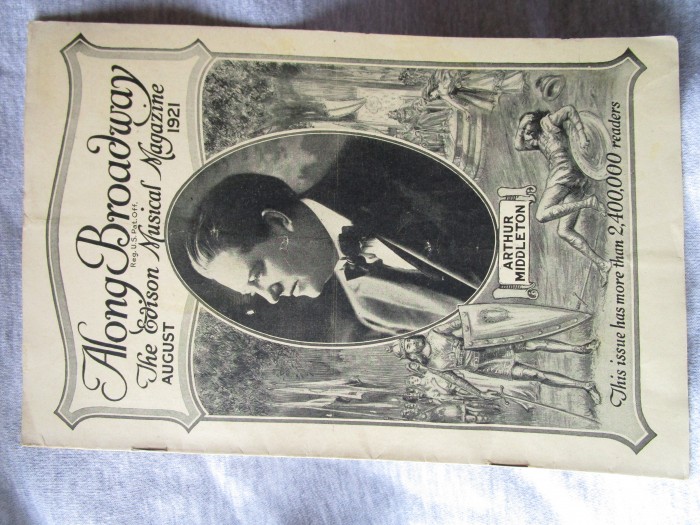 Along Broadway
Reg. U.S. Pat. Off.
The Edison Musical Magazine
AUGUST 1921
ARTHUR
MIDDLETON
This issue has more than 2,400,000 readers